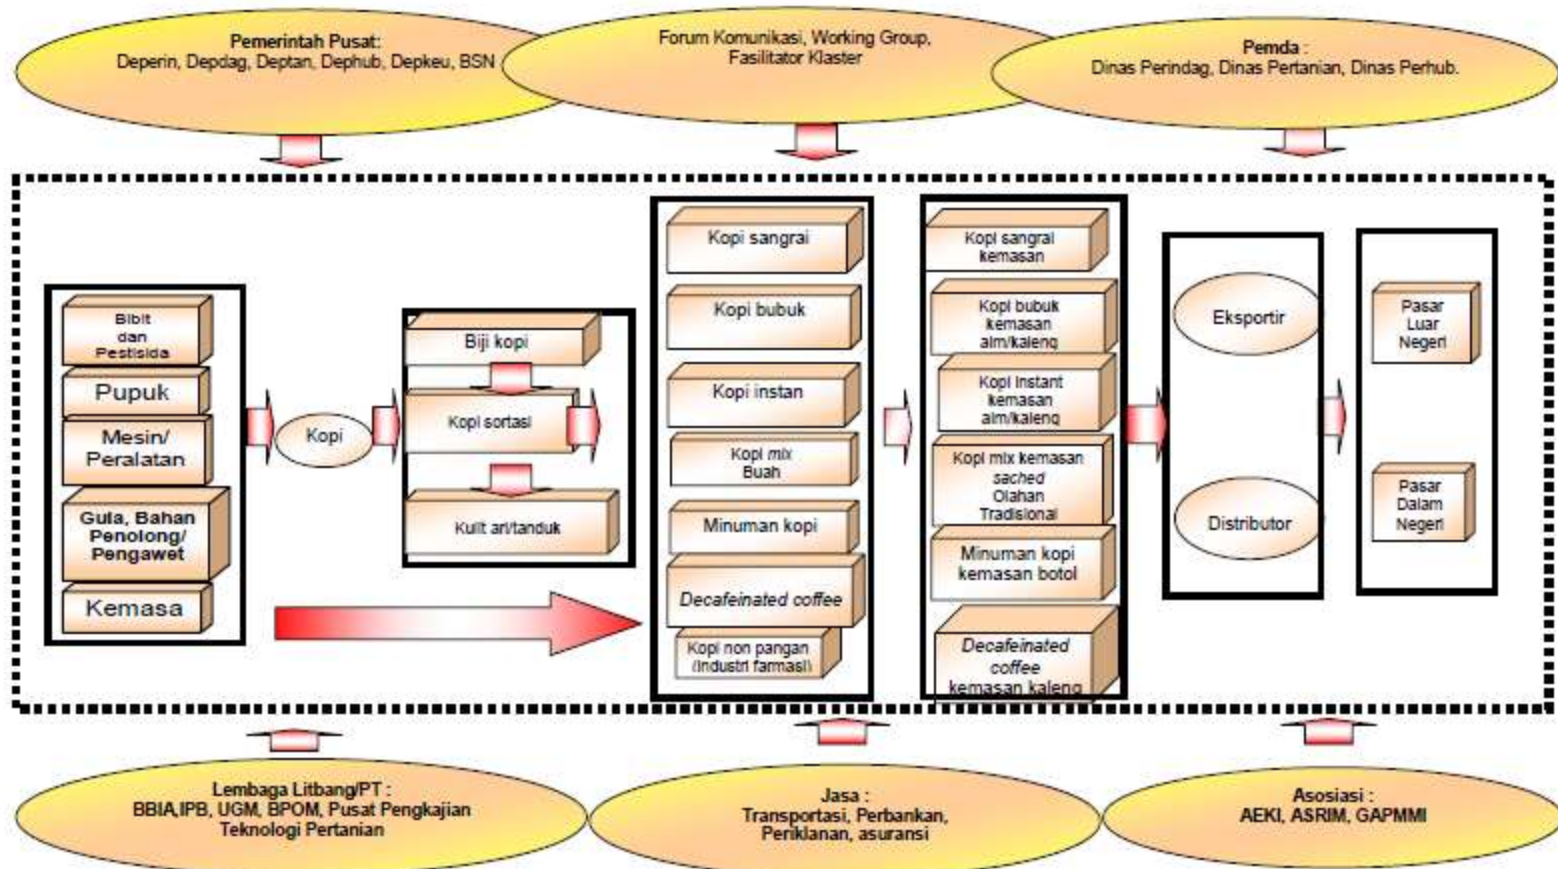 Pemerintah Pusat:
Deperin, Depdag, Deptan, Dephub, Depkeu, BSN
Forum Komunikasi, Working Group,
Fasilitator Klaster
Pemda :
Dinas Perindag, Dinas Pertanian, Dinas Perhub.
Bibit
dan
Pestisida
Pupuk
Mesin/
Peralatan
Gula, Bahan
Penolong/
Pengawet
Kemasa
Kopi
Biji kopi
Kopi sortasi
Kulit ari/tanduk
Kopi sangrai
Kopi bubuk
Kopi instan
Kopi mix
Buah
Minuman kopi
Decafeinated coffee
Kopi non pangan
(industri farmasi)
Kopi sangrai
kemasan
Kopi bubuk
kemasan
alm/kaleng
Kopi instant
kemasan
alm/kaleng
Kopi mix kemasan
sached
Olahan
Tradisional
Minuman kopi
kemasan botol
Decafeinated
coffee
kemasan kaleng
Eksportir
Distributor
Pasar
Luar
Negeri
Pasar
Dalam
Negeri
Lembaga Litbang/PT :
BBIA,IPB, UGM, BPOM, Pusat Pengkajian
Teknologi Pertanian
Jasa :
Transportasi, Perbankan,
Periklanan, asuransi
Asosiasi :
AEKI, ASRIM, GAPMMI